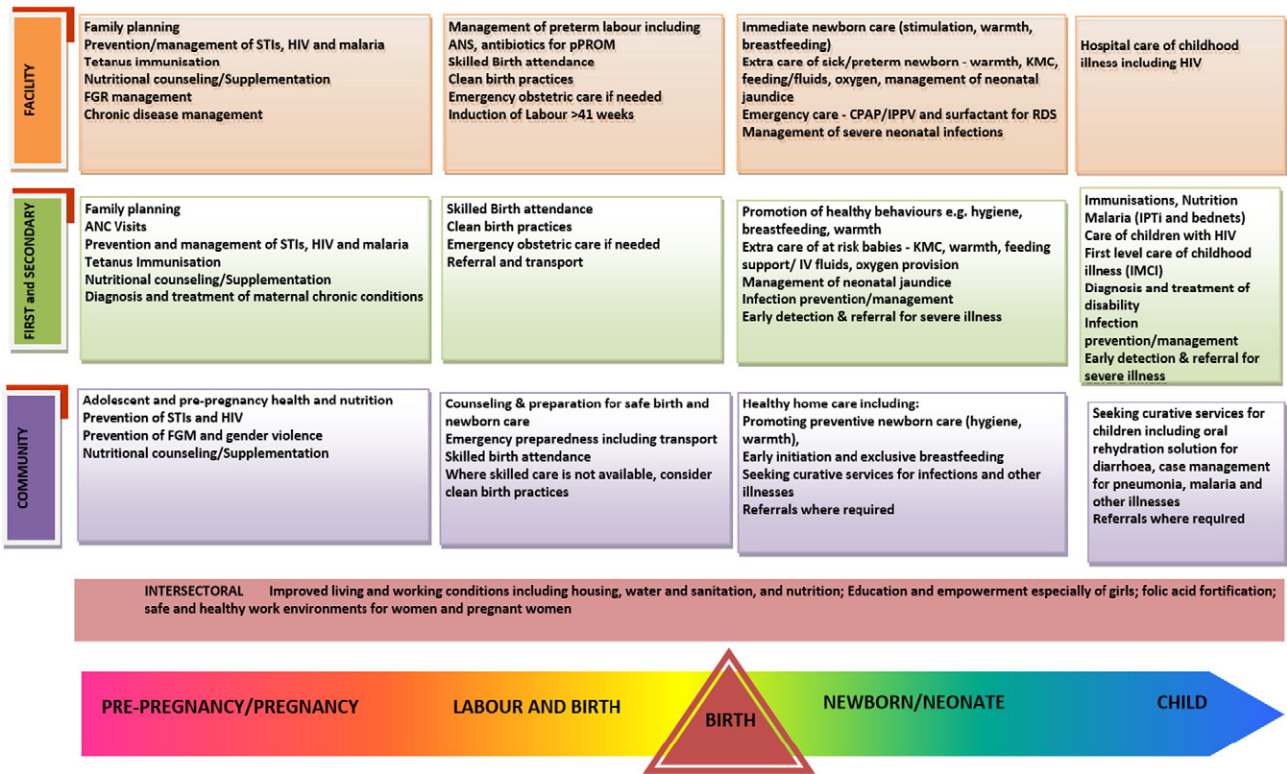 FACILITY
Family planning
Prevention/management of STIs, HIV and malaria
Tetanus immunisation
Nutritional counseling/Supplementation
FGR management
Chronic disease management
Management of preterm labour including
ANS, antibiotics for pPROM
Skilled Birth attendance
Clean birth practices
Emergency obstetric care if needed
Induction of Labour >41 weeks
Immediate newborn care (stimulation, warmth,
breastfeeding)
Extra care of sick/preterm newborn - warmth, KMC,
feeding/fluids, oxygen, management of neonatal
jaundice
Emergency care - CPAP/IPPV and surfactant for RDS
Management of severe neonatal infections
Hospital care of childhood
illness including HIV
FIRST and SECONDARY
Family planning
ANC Visits
Prevention and management of STIs, HIV and malaria
Tetanus Immunisation
Nutritional counseling/Supplementation
Diagnosis and treatment of maternal chronic conditions
Skilled Birth attendance
Clean birth practices
Emergency obstetric care if needed
Referral and transport
Promotion of healthy behaviours e.g. hygiene,
breastfeeding, warmth
Extra care of at risk babies - KMC, warmth, feeding
support/ IV fluids, oxygen provision
Management of neonatal jaundice
Infection prevention/management
Early detection & referral for severe illness
Immunisations, Nutrition
Malaria (IPTi and bednets)
Care of children with HIV
First level care of childhood
illness (IMCI)
Diagnosis and treatment of
disability
Infection
prevention/management
Early detection & referral for
severe illness
COMMUNITY
Adolescent and pre-pregnancy health and nutrition
Prevention of STIs and HIV
Prevention of FGM and gender violence
Nutritional counseling/Supplementation
Counseling & preparation for safe birth and
newborn care
Emergency preparedness including transport
Skilled birth attendance
Where skilled care is not available, consider
clean birth practices
Healthy home care including:
Promoting preventive newborn care (hygiene,
warmth),
Early initiation and exclusive breastfeeding
Seeking curative services for infections and other
illnesses
Referrals where required
Seeking curative services for
children including oral
rehydration solution for
diarrhoea, case management
for pneumonia, malaria and
other illnesses
Referrals where required
INTERSECTORAL Improved living and working conditions including housing, water and sanitation, and nutrition; Education and empowerment especially of girls; folic acid fortification;
safe and healthy work environments for women and pregnant women
PRE-PREGNANCY/PREGNANCY
LABOUR AND BIRTH
BIRTH
NEWBORN/NEONATE
CHILD